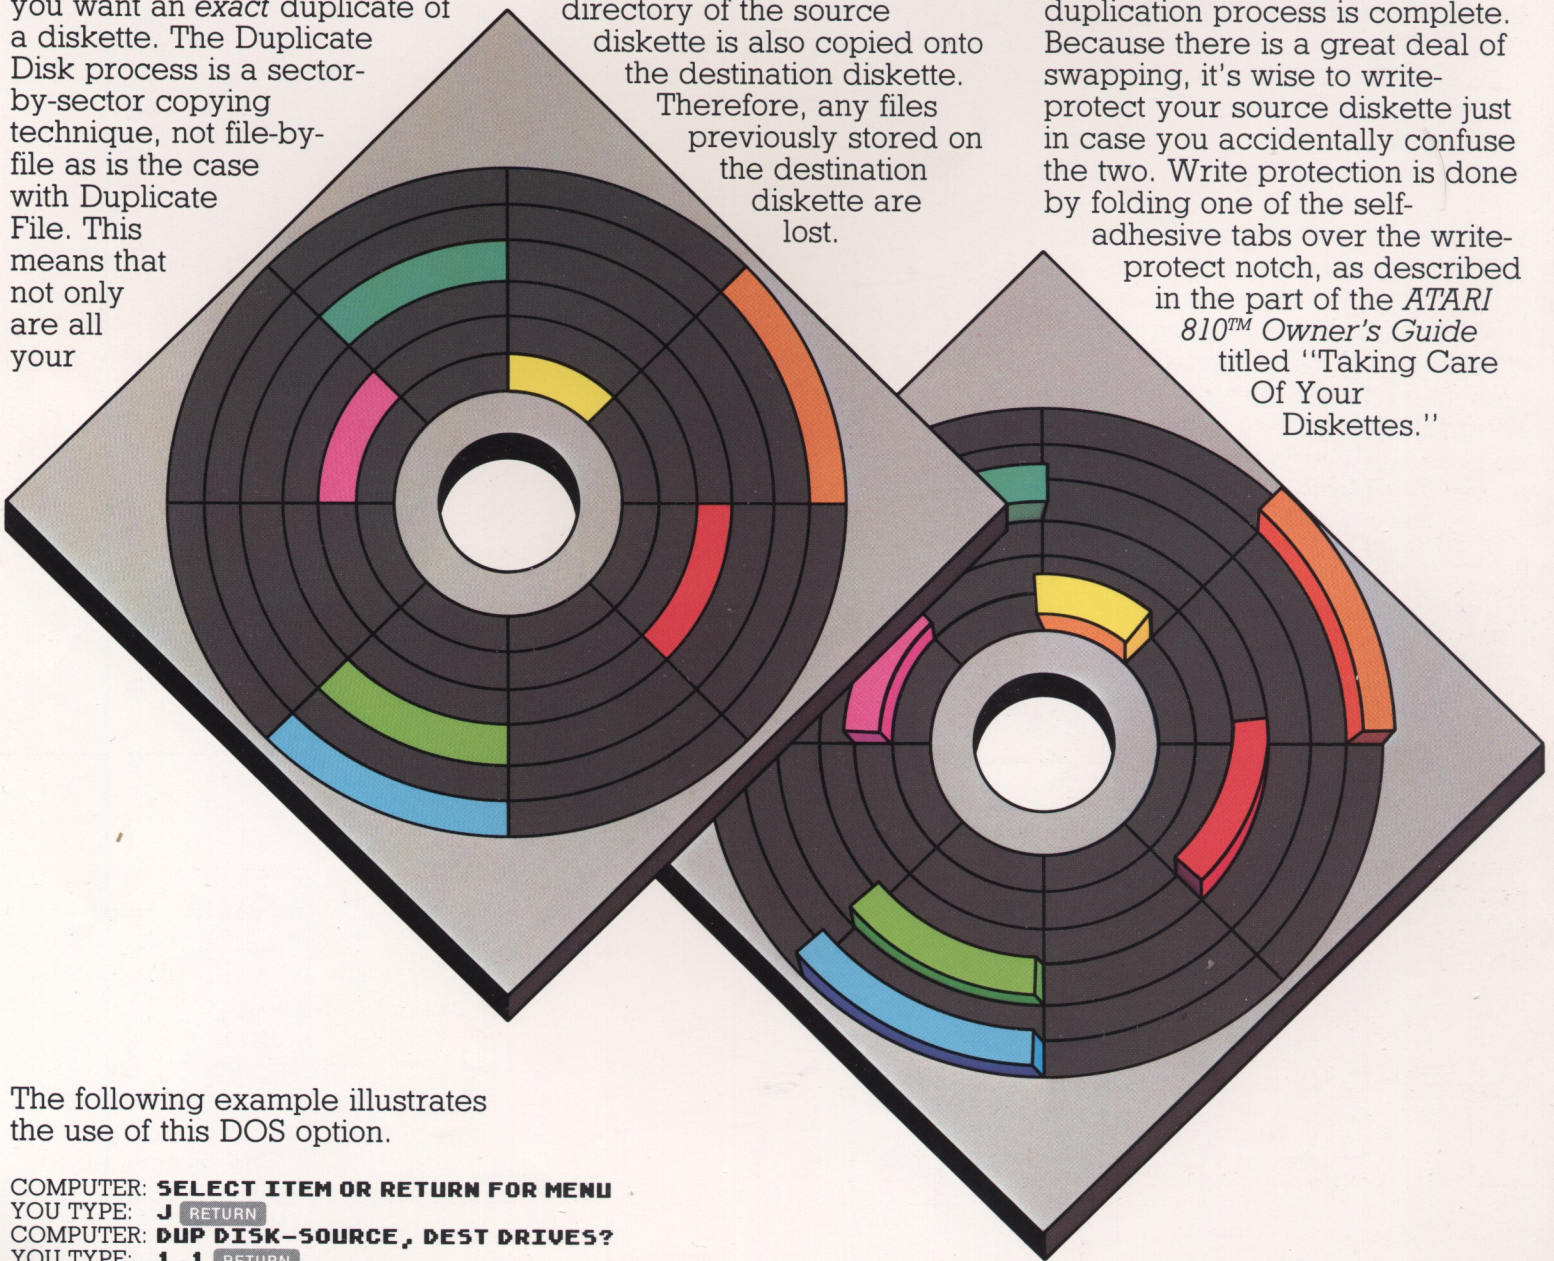 you want an exact duplicate of
a diskette. The Duplicate
Disk process is a sector-
by-sector copying
technique, not file-by-
file as is the case
with Duplicate
File. This
means that
not only
are all
your
directory of the source
diskette is also copied onto
the destination diskette.
Therefore, any files
previously stored on
the destination
diskette are
lost.
duplication process is complete.
Because there is a great deal of
swapping, it's wise to write-
protect your source diskette just
in case you accidentally confuse
the two. Write protection is done
by folding one of the self-
adhesive tabs over the write-
protect notch, as described
in the part of the ATARI
810™ Owner's Guide
titled "Taking Care
Of Your
Diskettes."
The following example illustrates
the use of this DOS option.
COMPUTER: SELECT ITEM OR RETURN FOR MENU
YOU TYPE: J RETURN
COMPUTER: DUP DISK-SOURCE, DEST DRIVES?
YOU TYPE: 1,1 RETURN